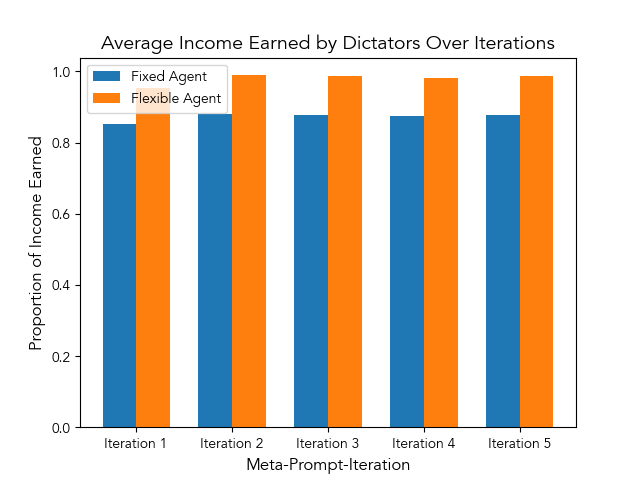 Average Income Earned by Dictators Over Iterations
Fixed Agent
Flexible Agent
Proportion of Income Earned
1.0
0.8
0.6
0.4
0.2
0.0
Iteration 1 Iteration 2 Iteration 3 Iteration 4 Iteration 5
Meta-Prompt-Iteration